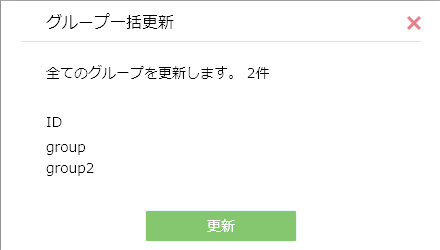 グループ一括更新
全てのグループを更新します。 2件
ID
group
group2
更新